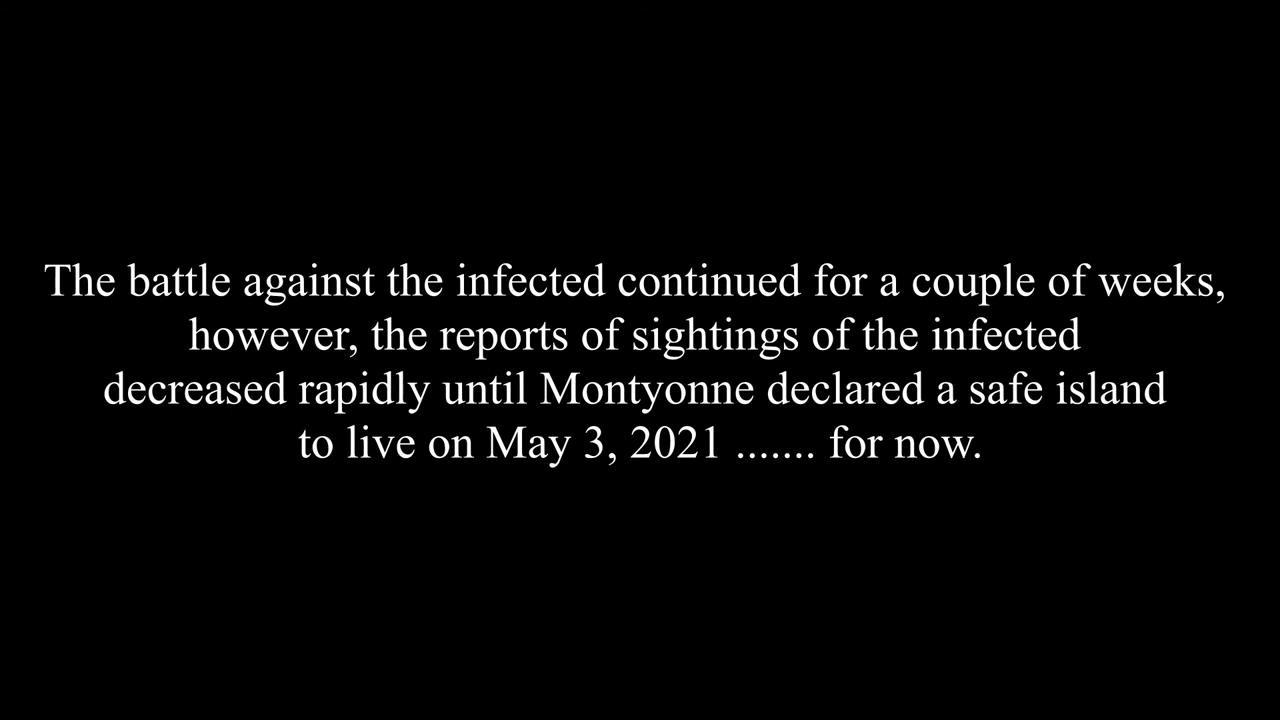 The battle against the infected continued for a couple of weeks,
however, the reports of sightings of the infected
decreased rapidly until Montyonne declared a safe island
to live on May 3, 2021 ....... for now.